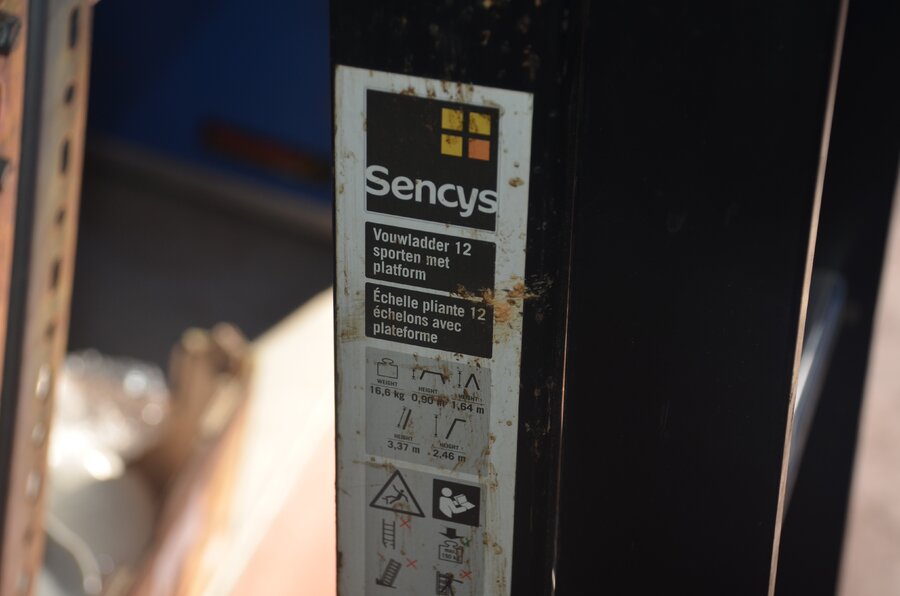 Sencys
Vouwladder 12
sporten met
platform
Échelle pliante 12
échelons avec
plateforme
WEIGHT
HEIGHT
HEIGHT
16,6 kg
0,90 m
1,64 m
HEIGHT
HEIGHT
3,37 m
2,46 m